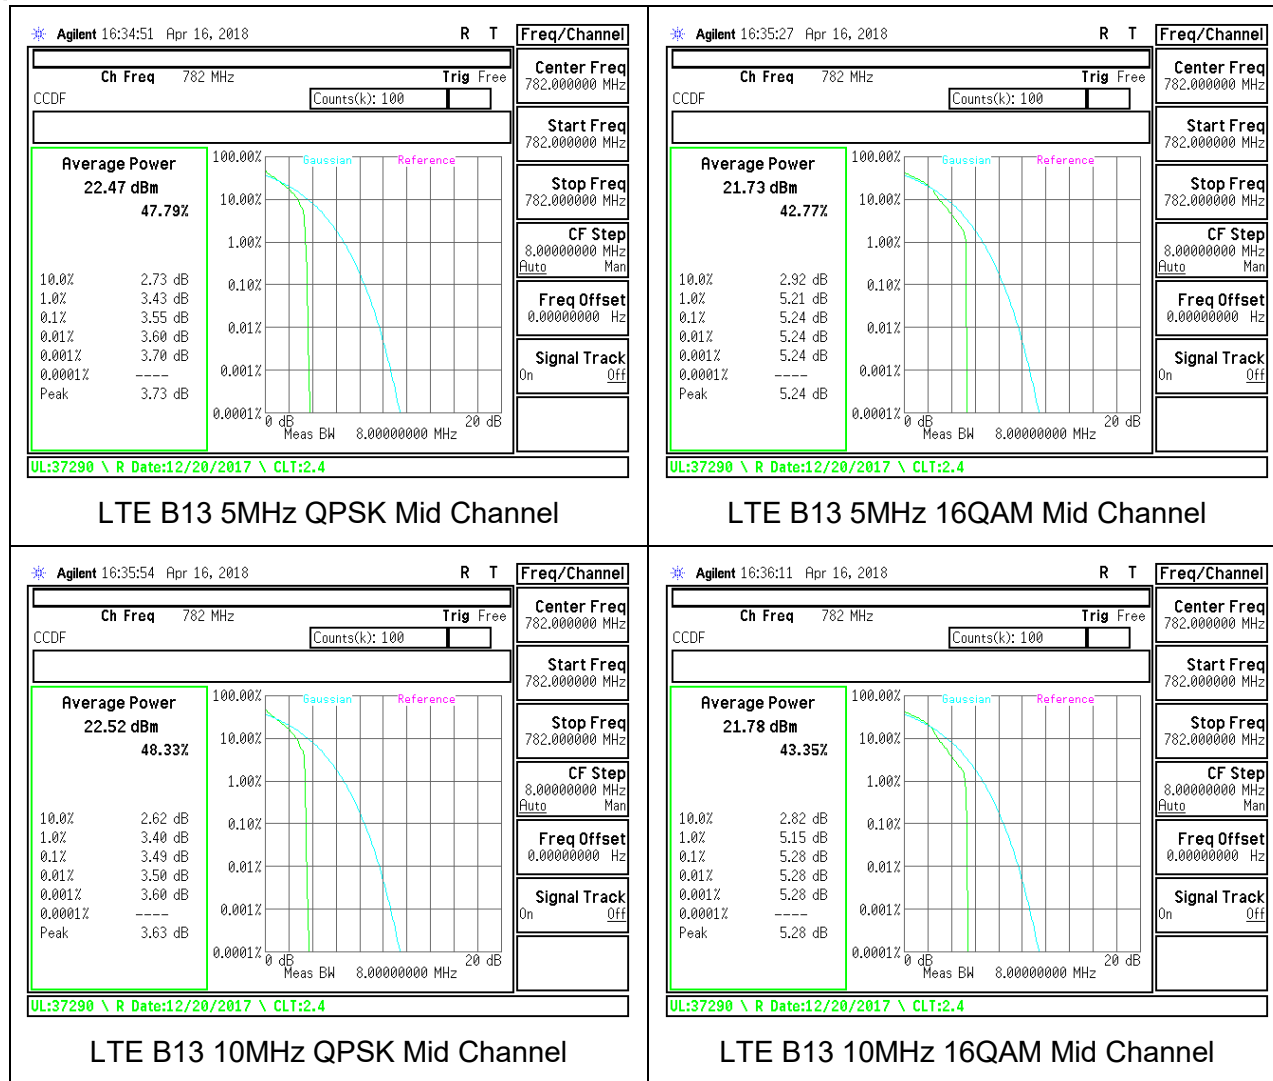 Agilent 16:34:51 Apr 16, 2018 R T Freq/Channel
Ch Freq 782 MHz Trig Free
CCDF Counts(k): 100
Center Freq
782.000000 MHz
Start Freq
782.000000 MHz
Stop Freq
782.000000 MHz
CF Step
8.00000000 MHz
Auto Man
Freq Offset
0.00000000 Hz
Signal Track
On Off
Average Power
22.47 dBm
47.79%
10.0% 2.73 dB
1.0% 3.43 dB
0.1% 3.55 dB
0.01% 3.60 dB
0.001% 3.70 dB
0.0001% ----
Peak 3.73 dB
Gaussian Reference
100.00%
10.00%
1.00%
0.10%
0.01%
0.001%
0.0001%
0 dB 20 dB
Meas BW 8.00000000 MHz
UL:37290 \ R Date:12/20/2017 \ CLT:2.4
LTE B13 5MHz QPSK Mid Channel
Agilent 16:35:27 Apr 16, 2018 R T Freq/Channel
Ch Freq 782 MHz Trig Free
CCDF Counts(k): 100
Center Freq
782.000000 MHz
Start Freq
782.000000 MHz
Stop Freq
782.000000 MHz
CF Step
8.00000000 MHz
Auto Man
Freq Offset
0.00000000 Hz
Signal Track
On Off
Average Power
21.73 dBm
42.77%
10.0% 2.92 dB
1.0% 5.21 dB
0.1% 5.24 dB
0.01% 5.24 dB
0.001% 5.24 dB
0.0001% ----
Peak 5.24 dB
Gaussian Reference
100.00%
10.00%
1.00%
0.10%
0.01%
0.001%
0.0001%
0 dB 20 dB
Meas BW 8.00000000 MHz
UL:37290 \ R Date:12/20/2017 \ CLT:2.4
LTE B13 5MHz 16QAM Mid Channel
Agilent 16:35:54 Apr 16, 2018 R T Freq/Channel
Ch Freq 782 MHz Trig Free
CCDF Counts(k): 100
Center Freq
782.000000 MHz
Start Freq
782.000000 MHz
Stop Freq
782.000000 MHz
CF Step
8.00000000 MHz
Auto Man
Freq Offset
0.00000000 Hz
Signal Track
On Off
Average Power
22.52 dBm
48.33%
10.0% 2.62 dB
1.0% 3.40 dB
0.1% 3.49 dB
0.01% 3.50 dB
0.001% 3.60 dB
0.0001% ----
Peak 3.63 dB
Gaussian Reference
100.00%
10.00%
1.00%
0.10%
0.01%
0.001%
0.0001%
0 dB 20 dB
Meas BW 8.00000000 MHz
UL:37290 \ R Date:12/20/2017 \ CLT:2.4
LTE B13 10MHz QPSK Mid Channel
Agilent 16:36:11 Apr 16, 2018 R T Freq/Channel
Ch Freq 782 MHz Trig Free
CCDF Counts(k): 100
Center Freq
782.000000 MHz
Start Freq
782.000000 MHz
Stop Freq
782.000000 MHz
CF Step
8.00000000 MHz
Auto Man
Freq Offset
0.00000000 Hz
Signal Track
On Off
Average Power
21.78 dBm
43.35%
10.0% 2.82 dB
1.0% 5.15 dB
0.1% 5.28 dB
0.01% 5.28 dB
0.001% 5.28 dB
0.0001% ----
Peak 5.28 dB
Gaussian Reference
100.00%
10.00%
1.00%
0.10%
0.01%
0.001%
0.0001%
0 dB 20 dB
Meas BW 8.00000000 MHz
UL:37290 \ R Date:12/20/2017 \ CLT:2.4
LTE B13 10MHz 16QAM Mid Channel